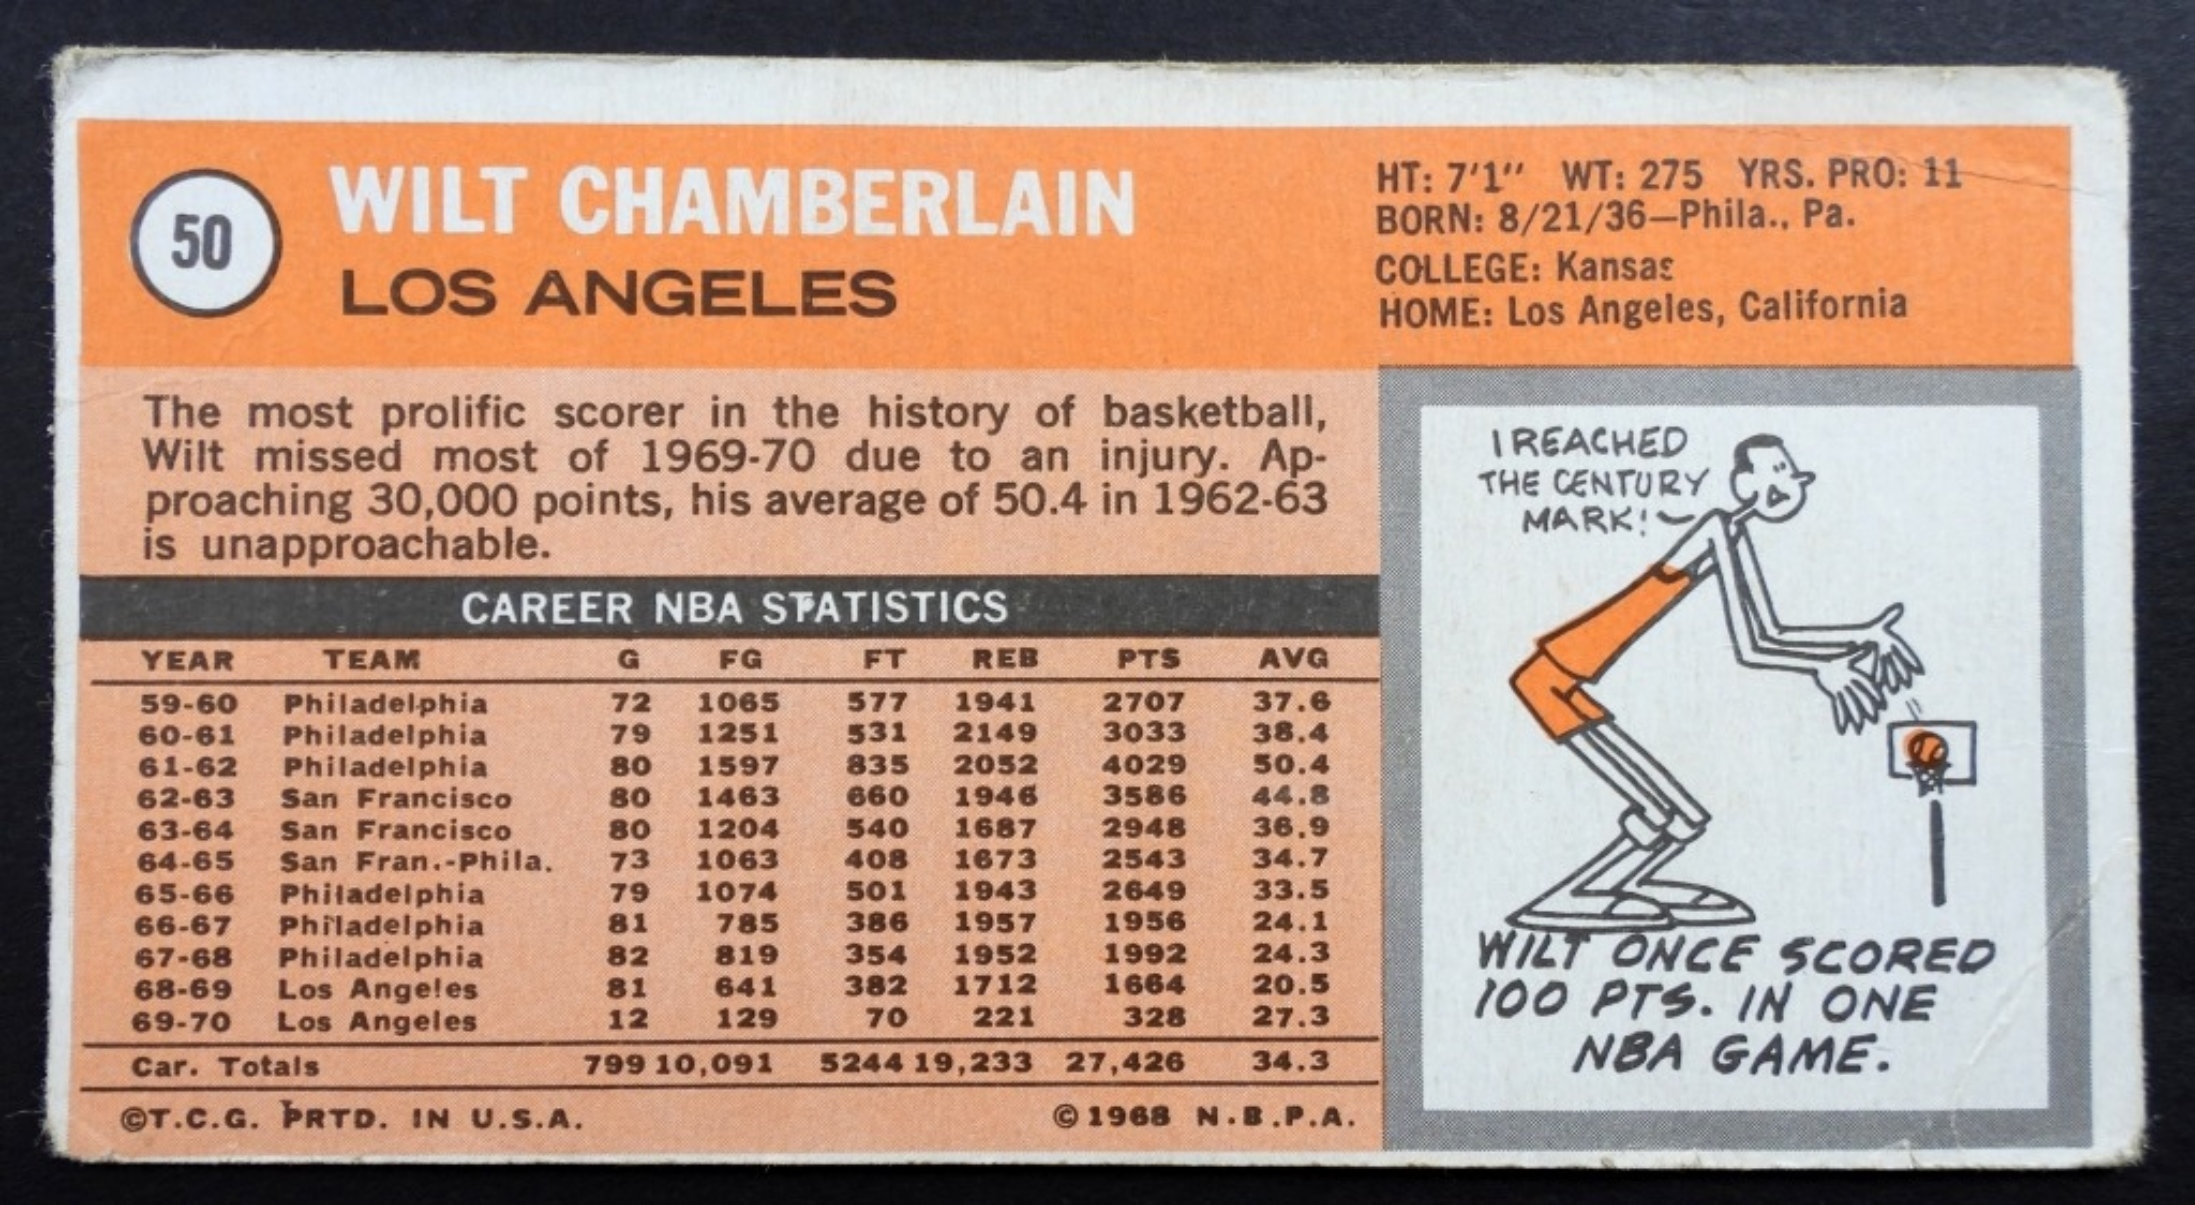 50
WILT CHAMBERLAIN
LOS ANGELES
HT: 7'1" WT: 275 YRS. PRO: 11
BORN: 8/21/36—Phila., Pa.
COLLEGE: Kansas
HOME: Los Angeles, California
The most prolific scorer in the history of basketball,
Wilt missed most of 1969-70 due to an injury. Ap-
proaching 30,000 points, his average of 50.4 in 1962-63
is unapproachable.
CAREER NBA STATISTICS
YEAR TEAM G FG FT REB PTS AVG
59-60 Philadelphia 72 1065 577 1941 2707 37.6
60-61 Philadelphia 79 1251 531 2149 3033 38.4
61-62 Philadelphia 80 1597 835 2052 4029 50.4
62-63 San Francisco 80 1463 660 1946 3586 44.8
63-64 San Francisco 80 1204 540 1687 2948 36.9
64-65 San Fran.-Phila. 73 1063 408 1673 2543 34.7
65-66 Philadelphia 79 1074 501 1943 2649 33.5
66-67 Philadelphia 81 785 386 1957 1956 24.1
67-68 Philadelphia 82 819 354 1952 1992 24.3
68-69 Los Angeles 81 641 382 1712 1664 20.5
69-70 Los Angeles 12 129 70 221 328 27.3
Car. Totals 799 10,091 5244 19,233 27,426 34.3
©T.C.G. PRTD. IN U.S.A. ©1968 N.B.P.A.
I REACHED
THE CENTURY
MARK!
WILT ONCE SCORED
100 PTS. IN ONE
NBA GAME.